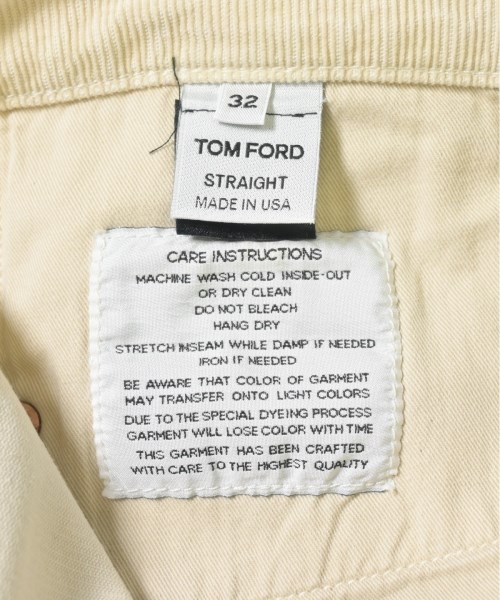 32
TOM FORD
STRAIGHT
MADE IN USA
CARE INSTRUCTIONS
MACHINE WASH COLD INSIDE-OUT
OR DRY CLEAN
DO NOT BLEACH
HANG DRY
STRETCH INSEAM WHILE DAMP IF NEEDED
IRON IF NEEDED
BE AWARE THAT COLOR OF GARMENT
MAY TRANSFER ONTO LIGHT COLORS
DUE TO THE SPECIAL DYEING PROCESS
GARMENT WILL LOSE COLOR WITH TIME
THIS GARMENT HAS BEEN CRAFTED
WITH CARE TO THE HIGHEST QUALITY